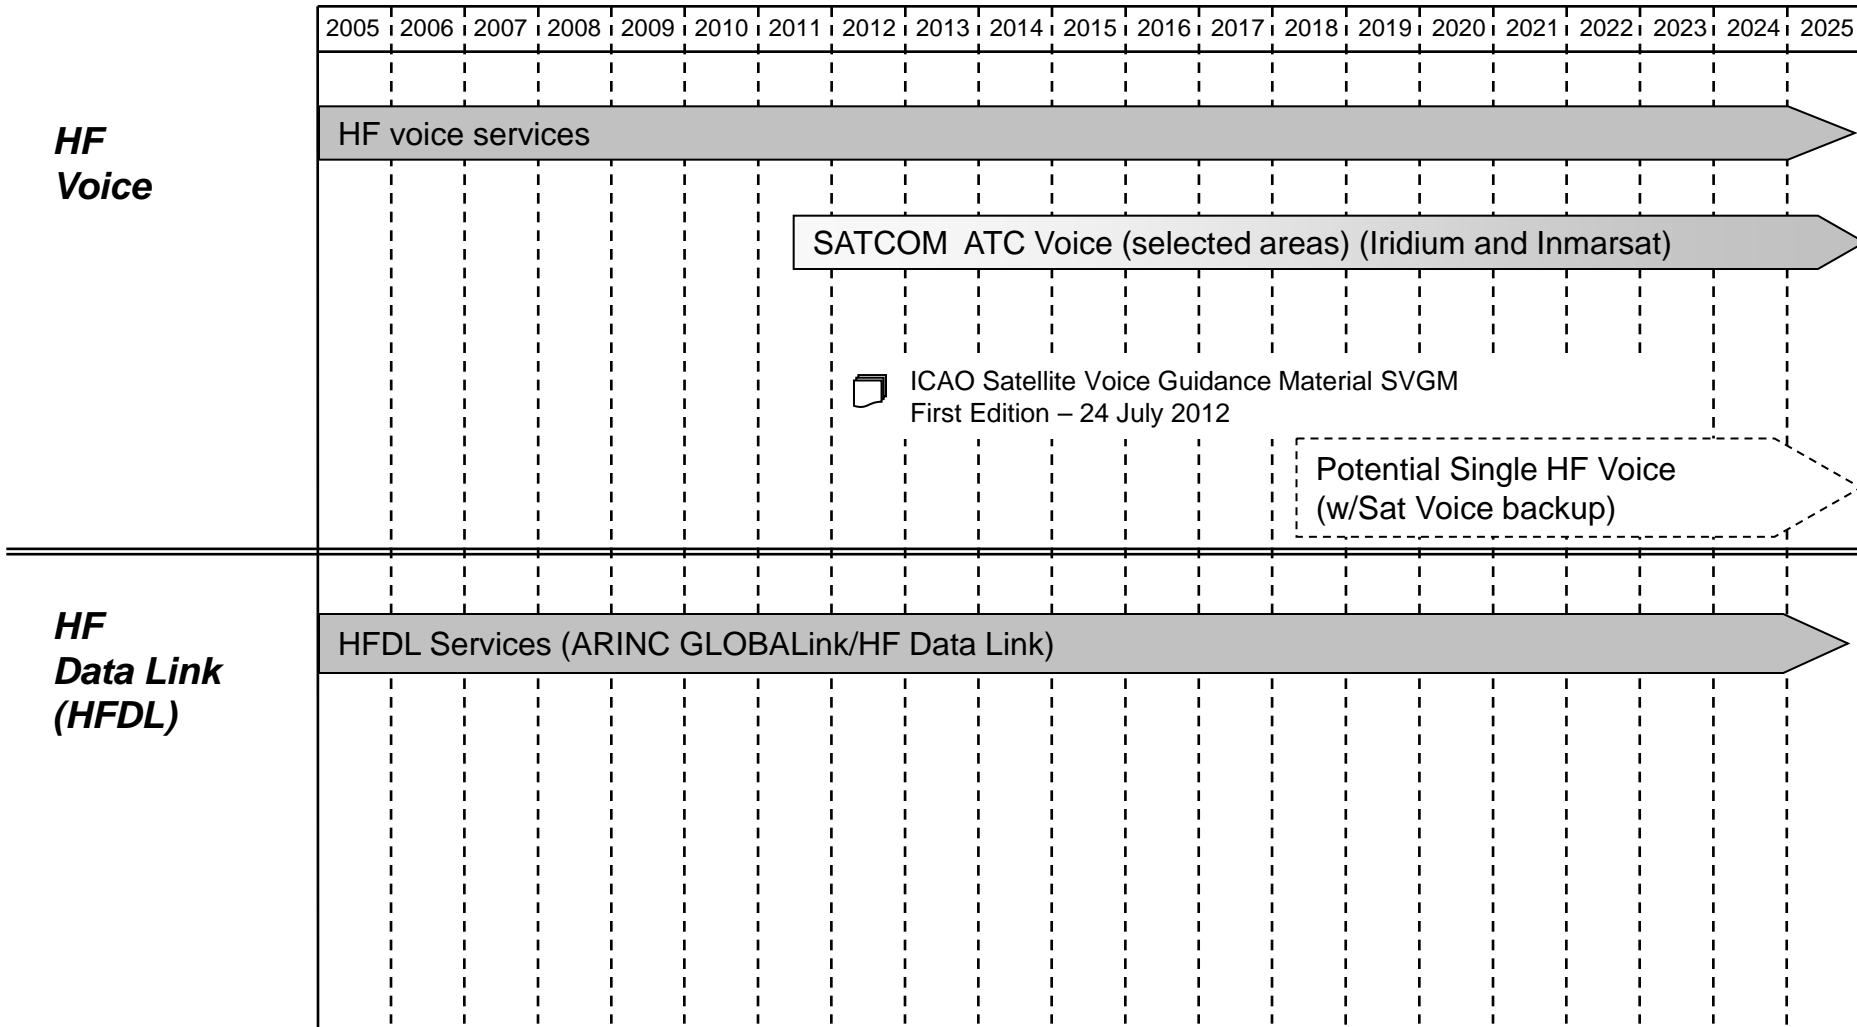 2005 2006 2007 2008 2009 2010 2011 2012 2013 2014 2015 2016 2017 2018 2019 2020 2021 2022 2023 2024 2025
HF
Voice
HF voice services
SATCOM  ATC Voice (selected areas) (Iridium and Inmarsat)
ICAO Satellite Voice Guidance Material SVGM
First Edition – 24 July 2012
Potential Single HF Voice
(w/Sat Voice backup)
HF
Data Link
(HFDL)
HFDL Services (ARINC GLOBALink/HF Data Link)